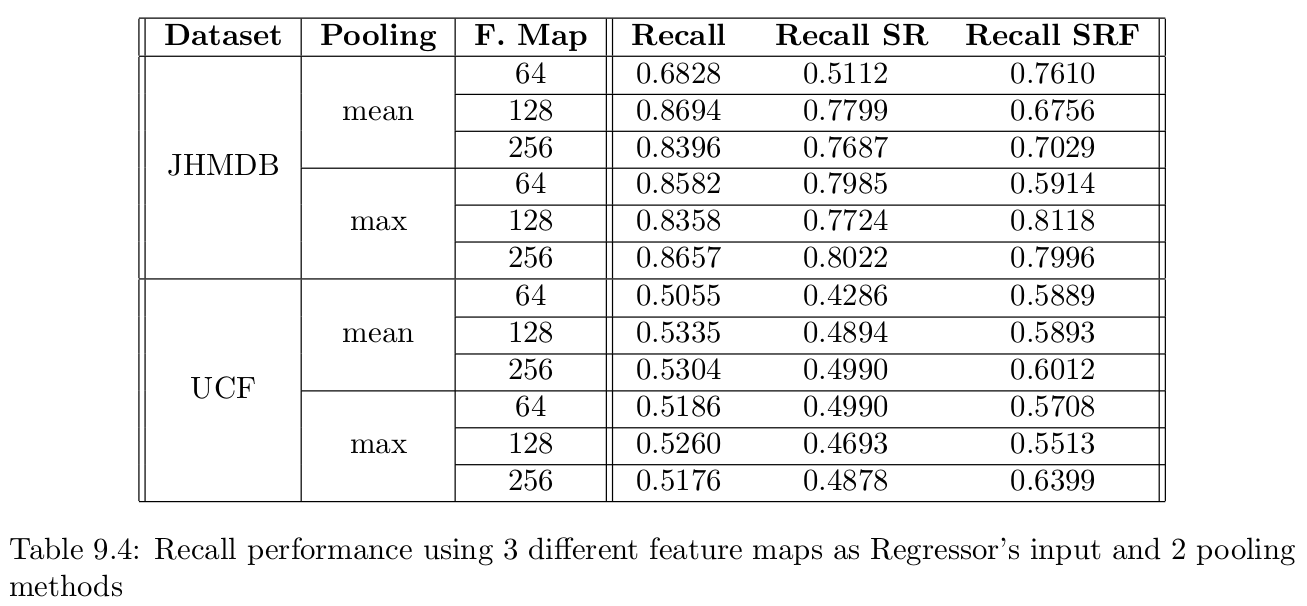 Dataset Pooling F. Map Recall Recall SR Recall SRF
JHMDB mean 64 0.6828 0.5112 0.7610
128 0.8694 0.7799 0.6756
256 0.8396 0.7687 0.7029
max 64 0.8582 0.7985 0.5914
128 0.8358 0.7724 0.8118
256 0.8657 0.8022 0.7996
UCF mean 64 0.5055 0.4286 0.5889
128 0.5335 0.4894 0.5893
256 0.5304 0.4990 0.6012
max 64 0.5186 0.4990 0.5708
128 0.5260 0.4693 0.5513
256 0.5176 0.4878 0.6399
Table 9.4: Recall performance using 3 different feature maps as Regressor's input and 2 pooling
methods